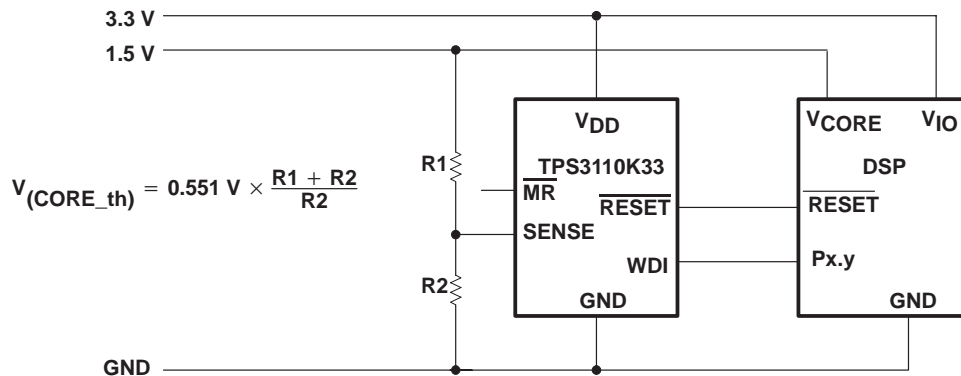 3.3 V
1.5 V
VDD
VCORE
VIO
R1
TPS3110K33
DSP
V(CORE_th) = 0.551 V × R1 + R2
R2
MR
RESET
RESET
SENSE
WDI
Px.y
R2
GND
GND
GND